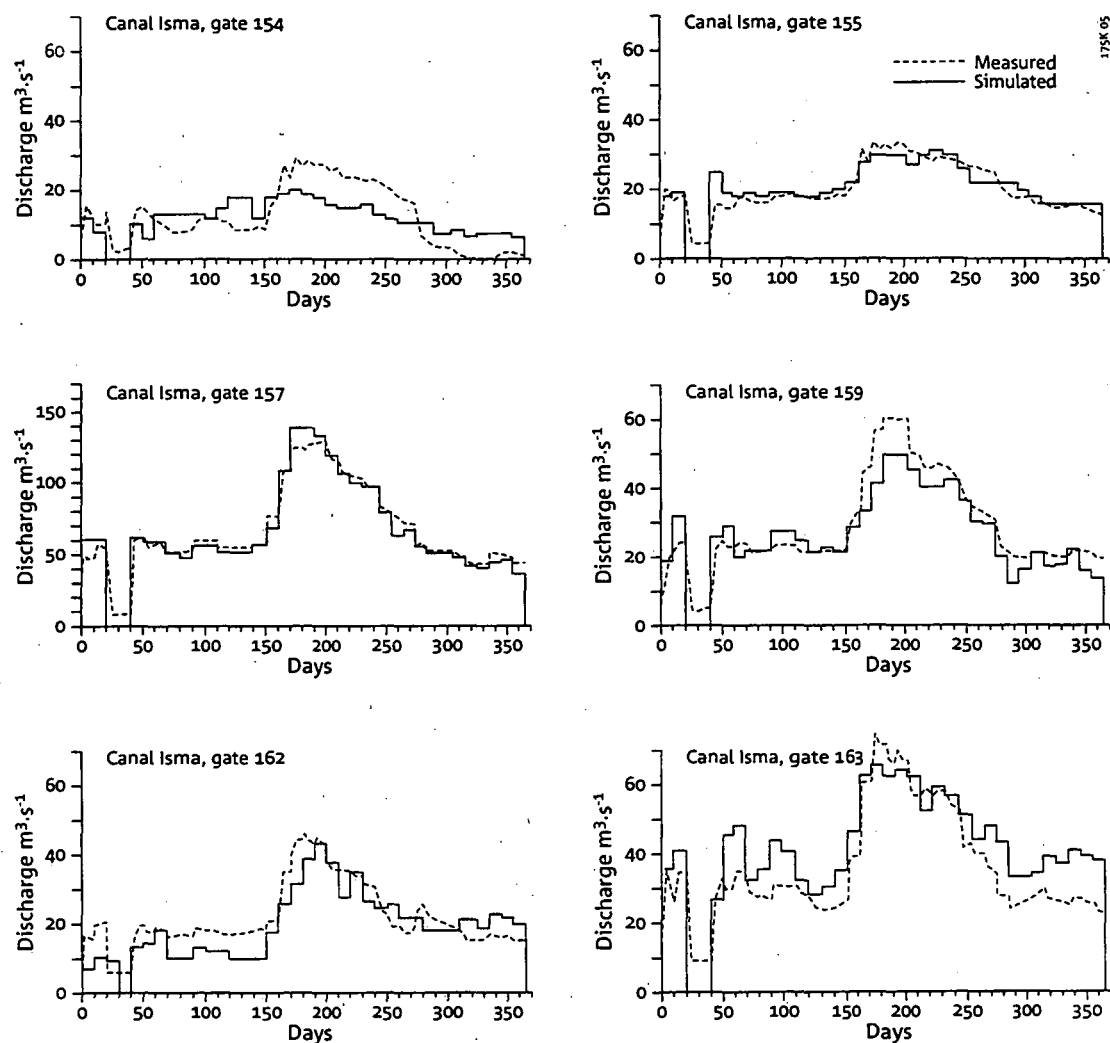 Canal Isma, gate 154
60
40
20
0
Discharge m³·s⁻¹
0 50 100 150 200 250 300 350
Days
Canal Isma, gate 155
175K 05
Measured
Simulated
60
40
20
0
Discharge m³·s⁻¹
0 50 100 150 200 250 300 350
Days
Canal Isma, gate 157
150
100
50
0
Discharge m³·s⁻¹
0 50 100 150 200 250 300 350
Days
Canal Isma, gate 159
60
40
20
0
Discharge m³·s⁻¹
0 50 100 150 200 250 300 350
Days
Canal Isma, gate 162
60
40
20
0
Discharge m³·s⁻¹
0 50 100 150 200 250 300 350
Days
Canal Isma, gate 163
60
40
20
0
Discharge m³·s⁻¹
0 50 100 150 200 250 300 350
Days